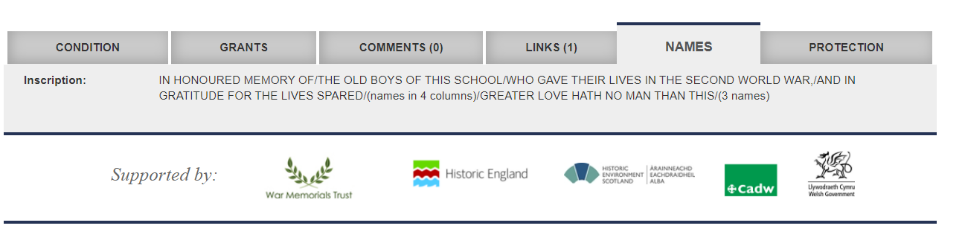 CONDITION GRANTS COMMENTS (0) LINKS (1) NAMES PROTECTION
Inscription: IN HONOURED MEMORY OF/THE OLD BOYS OF THIS SCHOOL/WHO GAVE THEIR LIVES IN THE SECOND WORLD WAR,/AND IN
GRATITUDE FOR THE LIVES SPARED/(names in 4 columns)/GREATER LOVE HATH NO MAN THAN THIS/(3 names)
Supported by:
War Memorials Trust
Historic England
HISTORIC
ENVIRONMENT
SCOTLAND
ÀRAINNEACHD
EACHDRAIDHEIL
ALBA
Cadw
Llywodraeth Cymru
Welsh Government